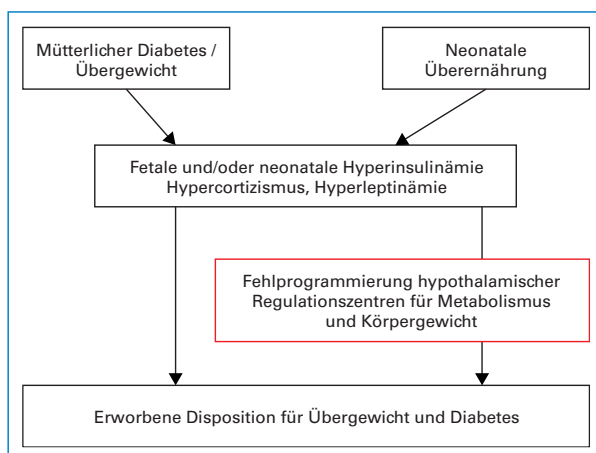 Mütterlicher Diabetes /
Übergewicht
Neonatale
Überernährung
Fetale und/oder neonatale Hyperinsulinämie
Hypercortizismus, Hyperleptinämie
Fehlprogrammierung hypothalamischer
Regulationszentren für Metabolismus
und Körpergewicht
Erworbene Disposition für Übergewicht und Diabetes